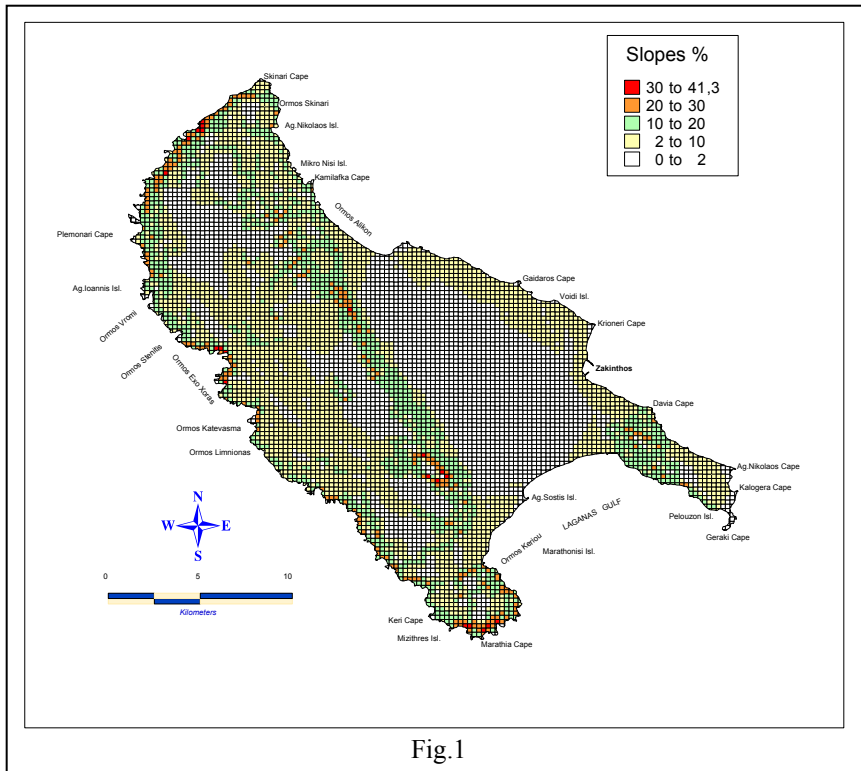 Slopes %
30 to 41,3
20 to 30
10 to 20
2 to 10
0 to 2
Skinari Cape
Ormos Skinari
Ag.Nikolaos Isl.
Mikro Nisi Isl.
Kamilafka Cape
Ormos Alikon
Plemonari Cape
Ag.Ioannis Isl.
Gaidaros Cape
Voidi Isl.
Ormos Vromi
Krioneri Cape
Ormos Stenitis
Ormos Exo Xoras
Zakinthos
Davia Cape
Ormos Katevasma
Ormos Limnionas
Ag.Nikolaos Cape
Kalogera Cape
Ag.Sostis Isl.
LAGANAS GULF
Pelouzon Isl.
Geraki Cape
Ormos Keriou
Marathonisi Isl.
N
W E
S
0 5 10
Kilometers
Keri Cape
Mizithres Isl.
Marathia Cape
Fig.1